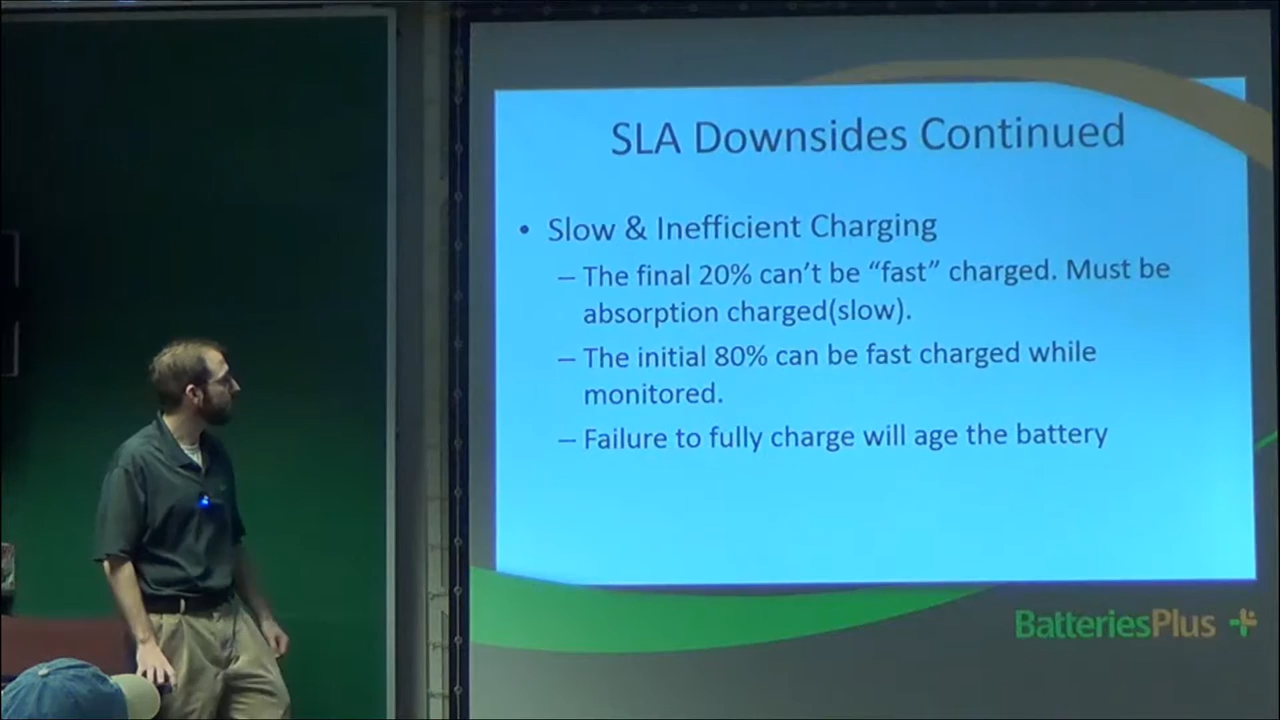 SLA Downsides Continued
• Slow & Inefficient Charging
– The final 20% can't be “fast” charged. Must be
absorption charged(slow).
– The initial 80% can be fast charged while
monitored.
– Failure to fully charge will age the battery
BatteriesPlus